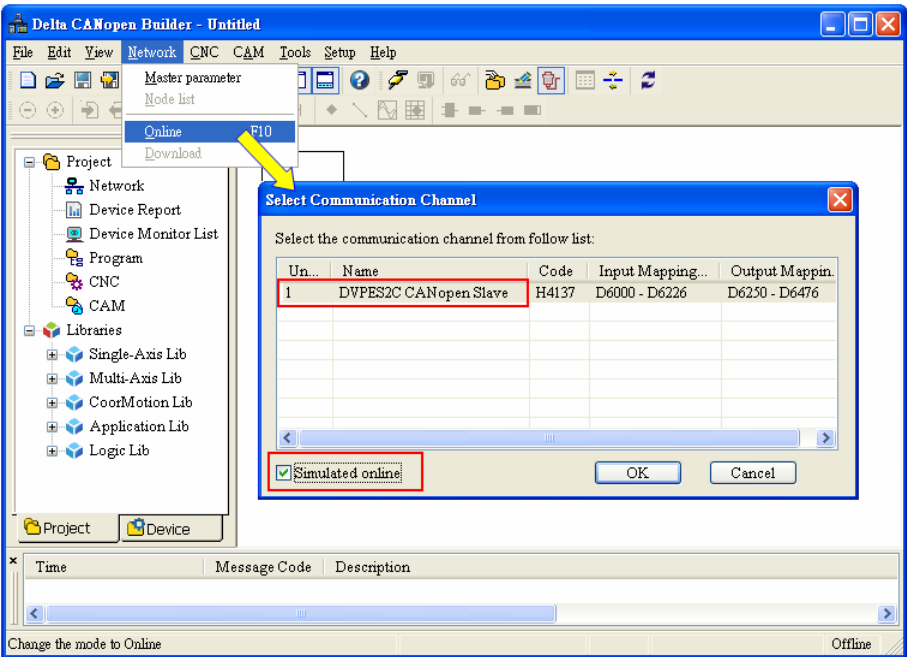 Delta CANopen Builder - Untitled
File Edit View Network CNC CAM Tools Setup Help
Master parameter
Node list
Online F10
Download
Project
Network
Device Report
Device Monitor List
Program
CNC
CAM
Libraries
Single-Axis Lib
Multi-Axis Lib
CoorMotion Lib
Application Lib
Logic Lib
Select Communication Channel
Select the communication channel from follow list:
Un... Name Code Input Mapping... Output Mappin.
1 DVPES2C CANopen Slave H4137 D6000 - D6226 D6250 - D6476
Simulated online OK Cancel
Project Device
Time Message Code Description
Change the mode to Online Offline